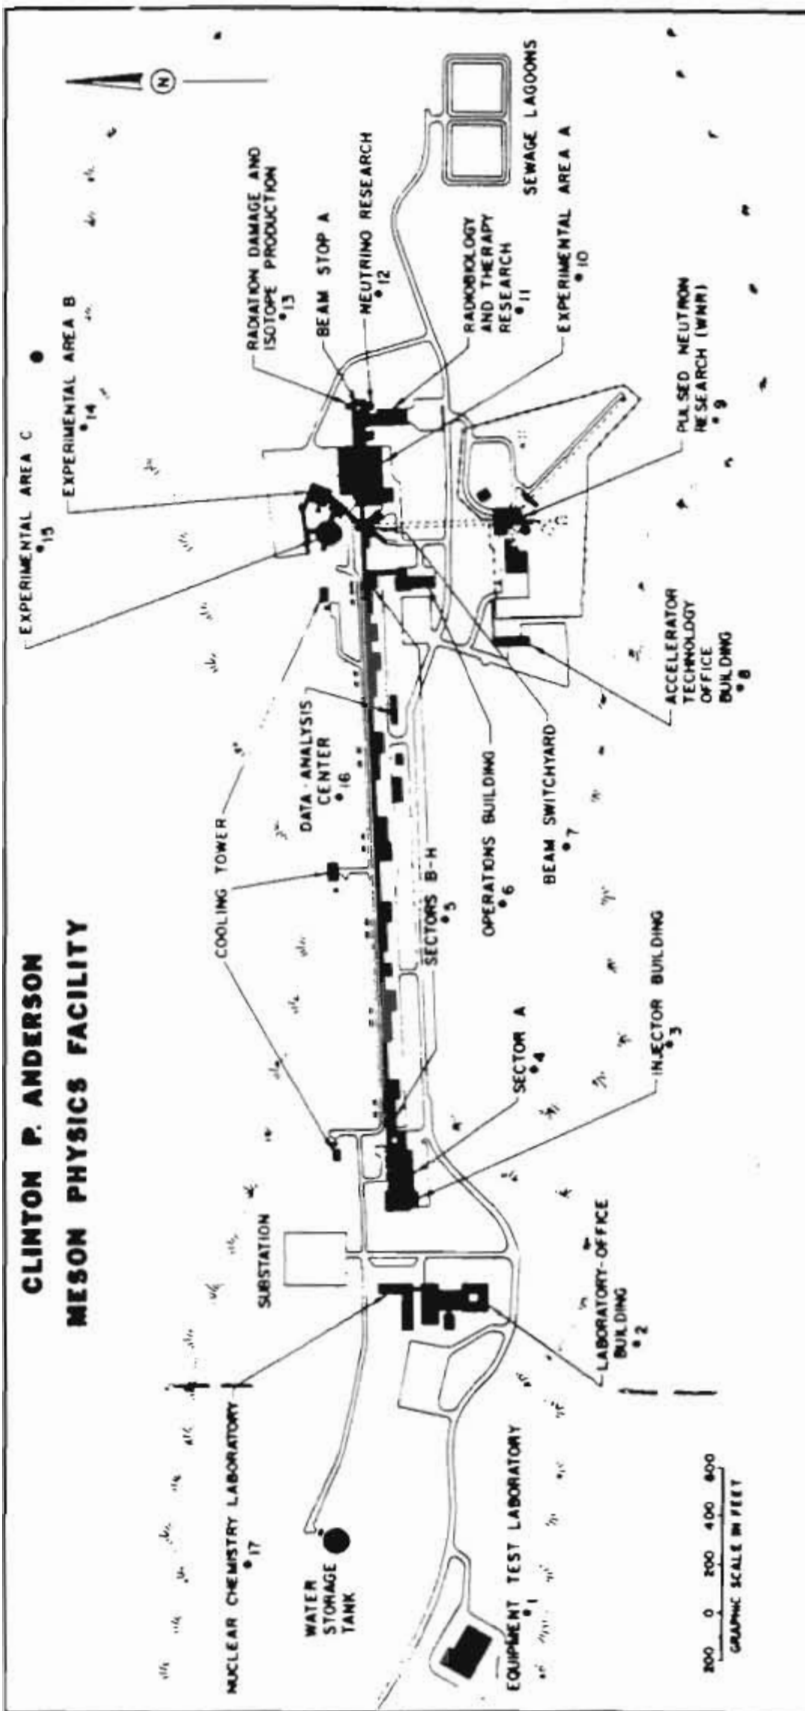 CLINTON P. ANDERSON
MESON PHYSICS FACILITY
N
EXPERIMENTAL AREA C
•15
EXPERIMENTAL AREA B
•14
RADIATION DAMAGE AND
ISOTOPE PRODUCTION
•13
BEAM STOP A
NEUTRINO RESEARCH
•12
RADIOBIOLOGY
AND THERAPY
RESEARCH
•11
EXPERIMENTAL AREA A
•10
SEWAGE LAGOONS
PULSED NEUTRON
RESEARCH (WNR)
•9
ACCELERATOR
TECHNOLOGY
OFFICE
BUILDING
•8
BEAM SWITCHYARD
•7
OPERATIONS BUILDING
•6
DATA ANALYSIS
CENTER
•16
COOLING TOWER
SECTORS B-H
•5
SECTOR A
•4
INJECTOR BUILDING
•3
SUBSTATION
LABORATORY-OFFICE
BUILDING
•2
NUCLEAR CHEMISTRY LABORATORY
•17
WATER
STORAGE
TANK
EQUIPMENT TEST LABORATORY
•1
200 0 200 400 600
GRAPHIC SCALE IN FEET